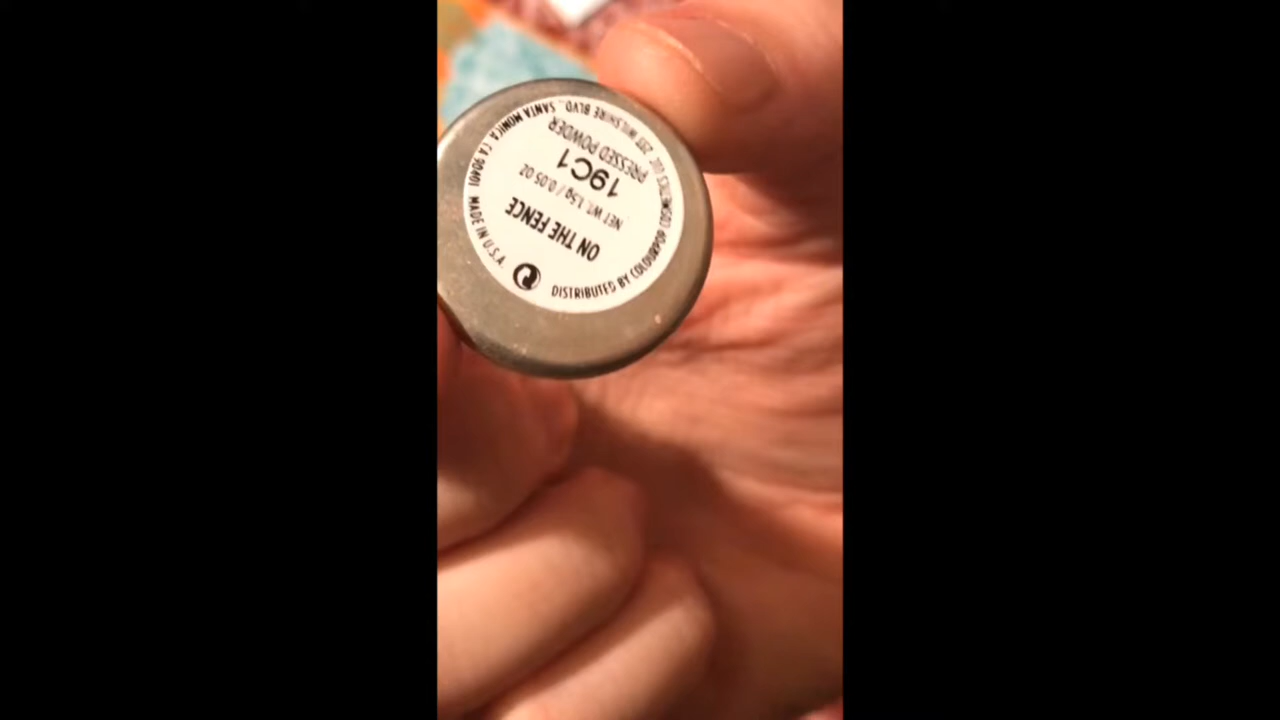 ON THE FENCE
NET WT. 1.5g / 0.05 OZ
19C1
PRESSED POWDER
DISTRIBUTED BY COLOURPOP COSMETICS WILSHIRE BLVD. SANTA MONICA CA 90401 MADE IN U.S.A.